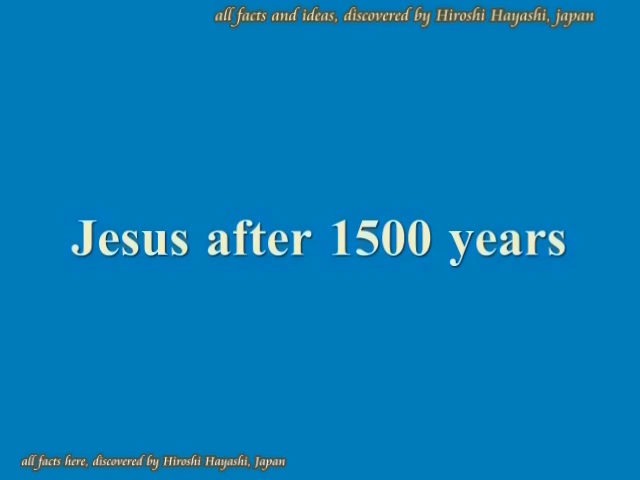 all facts and ideas, discovered by Hiroshi Hayashi, japan
Jesus after 1500 years
all facts here, discovered by Hiroshi Hayashi, Japan